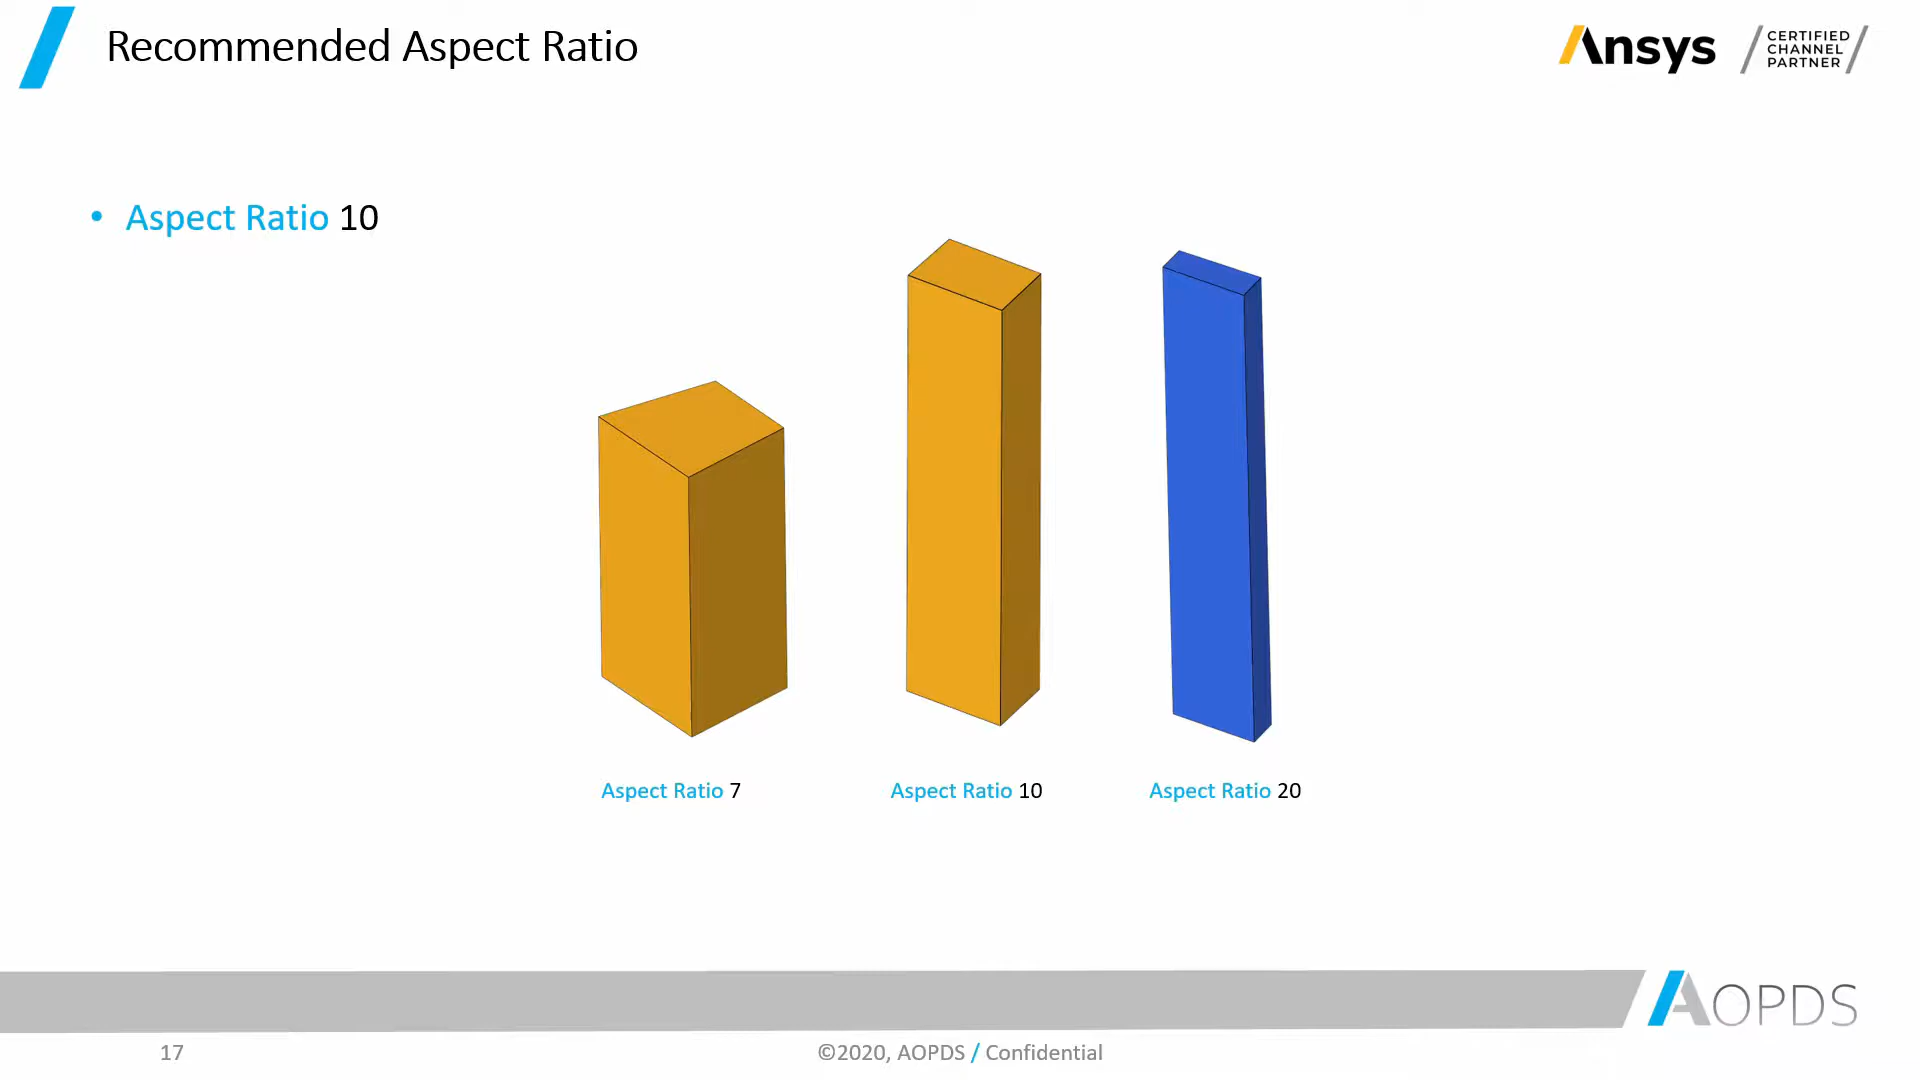 Recommended Aspect Ratio
Ansys
CERTIFIED
CHANNEL
PARTNER
• Aspect Ratio 10
Aspect Ratio 7
Aspect Ratio 10
Aspect Ratio 20
AOPDS
17
©2020, AOPDS / Confidential